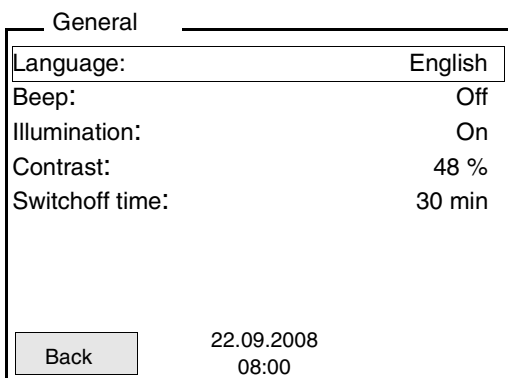 General
Language: English
Beep: Off
Illumination: On
Contrast: 48 %
Switchoff time: 30 min
Back
22.09.2008
08:00